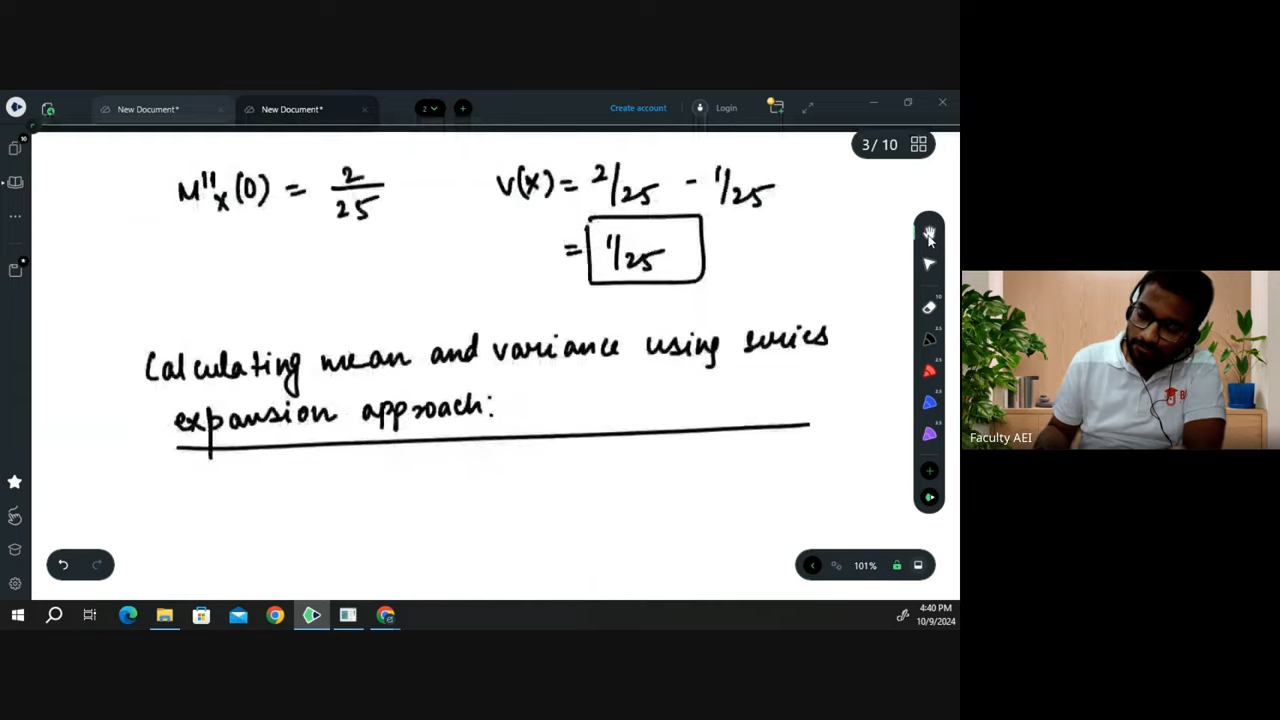 New Document*
New Document*
2
Create account
Login
3 / 10
M''x(0) = 2/25
V(x) = 2/25 - 1/25
= 1/25
Calculating mean and variance using series
expansion approach:
Faculty AEI
101%
4:40 PM
10/9/2024